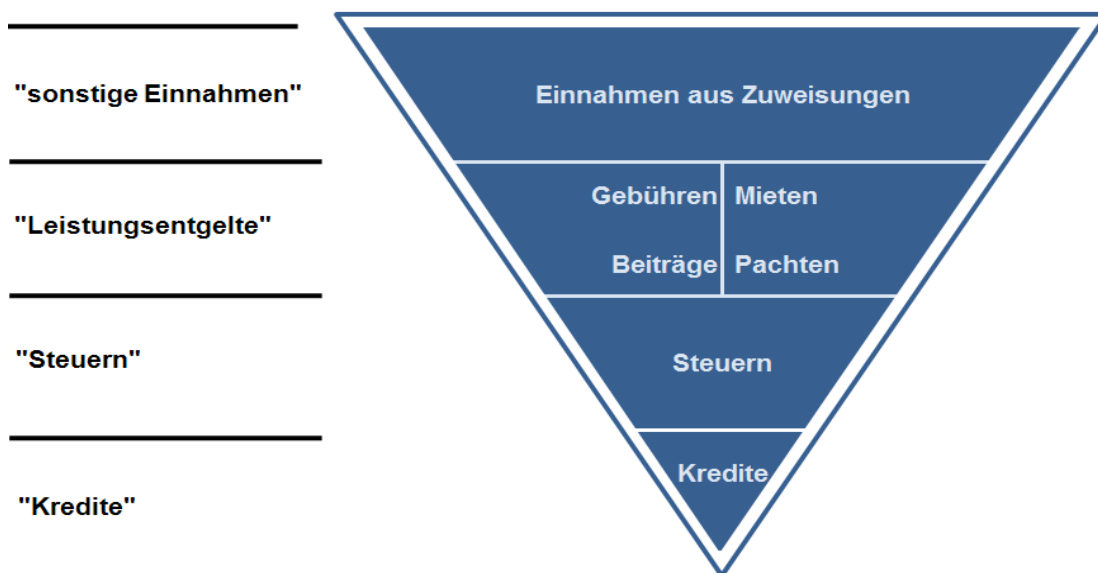 "sonstige Einnahmen"
Einnahmen aus Zuweisungen
"Leistungsentgelte"
Gebühren Mieten
Beiträge Pachten
"Steuern"
Steuern
"Kredite"
Kredite